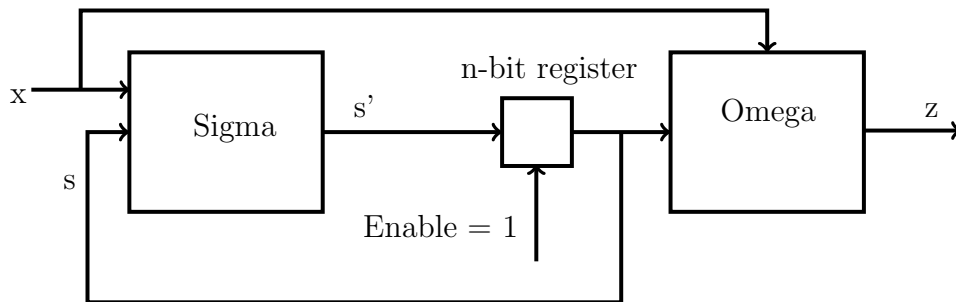 n-bit register
x
Sigma
s'
Omega
z
s
Enable = 1